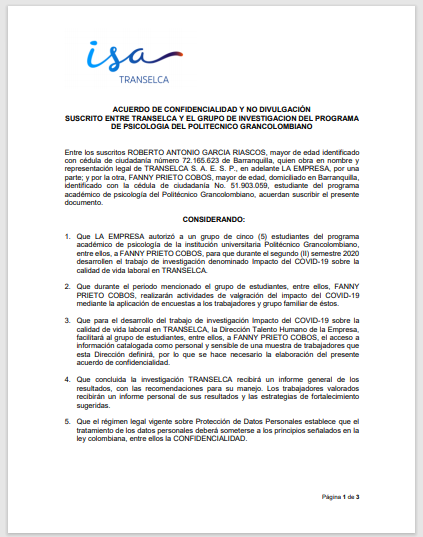 isa
TRANSELCA
ACUERDO DE CONFIDENCIALIDAD Y NO DIVULGACIÓN
SUSCRITO ENTRE TRANSELCA Y EL GRUPO DE INVESTIGACION DEL PROGRAMA
DE PSICOLOGIA DEL POLITECNICO GRANCOLOMBIANO
Entre los suscritos ROBERTO ANTONIO GARCIA RIASCOS, mayor de edad identificado
con cédula de ciudadanía número 72.165.623 de Barranquilla, quien obra en nombre y
representación legal de TRANSELCA S. A. E. S. P., en adelante LA EMPRESA, por una
parte; y por la otra, FANNY PRIETO COBOS, mayor de edad, domiciliado en Barranquilla,
identificado con la cédula de ciudadanía No. 51.903.059, estudiante del programa
académico de psicología del Politécnico Grancolombiano, acuerdan suscribir el presente
documento.
CONSIDERANDO:
1. Que LA EMPRESA autorizó a un grupo de cinco (5) estudiantes del programa
académico de psicología de la institución universitaria Politécnico Grancolombiano,
entre ellos, a FANNY PRIETO COBOS, para que durante el segundo (II) semestre 2020
desarrollen el trabajo de investigación denominado Impacto del COVID-19 sobre la
calidad de vida laboral en TRANSELCA.
2. Que durante el periodo mencionado el grupo de estudiantes, entre ellos, FANNY
PRIETO COBOS, realizarán actividades de valgración del impacto del COVID-19
mediante la aplicación de encuestas a los trabajadores y grupo familiar de éstos.
3. Que para el desarrollo del trabajo de investigación Impacto del COVID-19 sobre la
calidad de vida laboral en TRANSELCA, la Dirección Talento Humano de la Empresa,
facilitará al grupo de estudiantes, entre ellos, a FANNY PRIETO COBOS, el acceso a
información catalogada como personal y sensible de una muestra de trabajadores que
esta Dirección definirá, por lo que se hace necesario la elaboración del presente
acuerdo de confidencialidad.
4. Que concluida la investigación TRANSELCA recibirá un informe general de los
resultados, con las recomendaciones para su manejo. Los trabajadores valorados
recibirán un informe personal de sus resultados y las estrategias de fortalecimiento
sugeridas.
5. Que el régimen legal vigente sobre Protección de Datos Personales establece que el
tratamiento de los datos personales deberá someterse a los principios señalados en la
ley colombiana, entre ellos la CONFIDENCIALIDAD.
Página 1 de 3